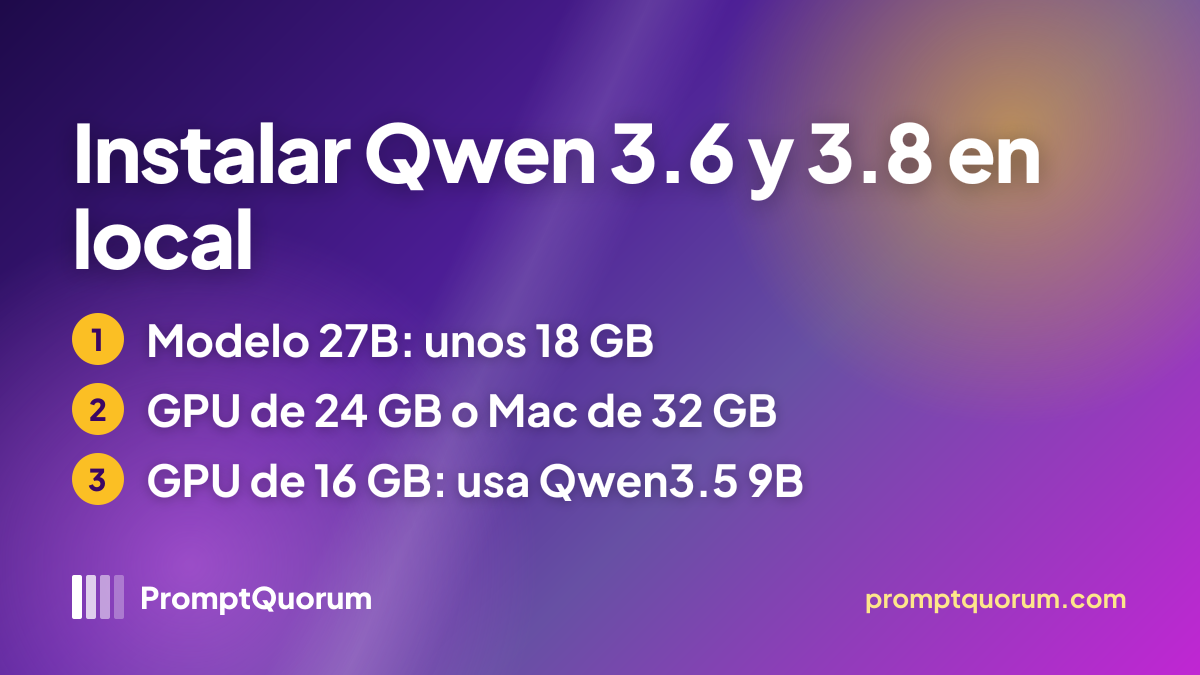 Instalar Qwen 3.6 y 3.8 en
local
1 Modelo 27B: unos 18 GB
2 GPU de 24 GB o Mac de 32 GB
3 GPU de 16 GB: usa Qwen3.5 9B
PromptQuorum
promptquorum.com